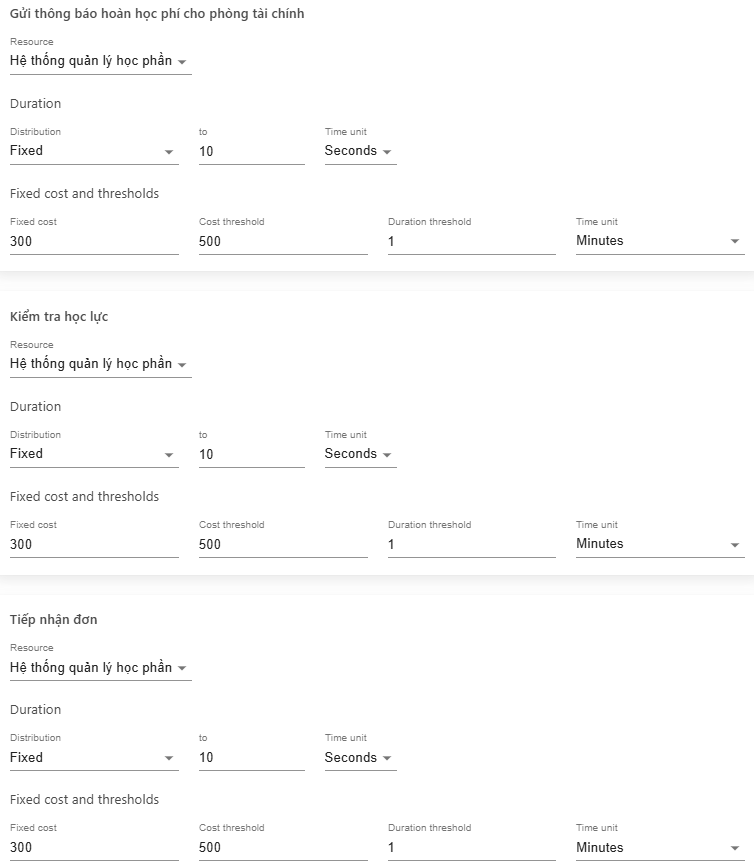 Gửi thông báo hoàn học phí cho phòng tài chính
Resource
Hệ thống quản lý học phần
Duration
Distribution to Time unit
Fixed 10 Seconds
Fixed cost and thresholds
Fixed cost Cost threshold Duration threshold Time unit
300 500 1 Minutes
Kiểm tra học lực
Resource
Hệ thống quản lý học phần
Duration
Distribution to Time unit
Fixed 10 Seconds
Fixed cost and thresholds
Fixed cost Cost threshold Duration threshold Time unit
300 500 1 Minutes
Tiếp nhận đơn
Resource
Hệ thống quản lý học phần
Duration
Distribution to Time unit
Fixed 10 Seconds
Fixed cost and thresholds
Fixed cost Cost threshold Duration threshold Time unit
300 500 1 Minutes